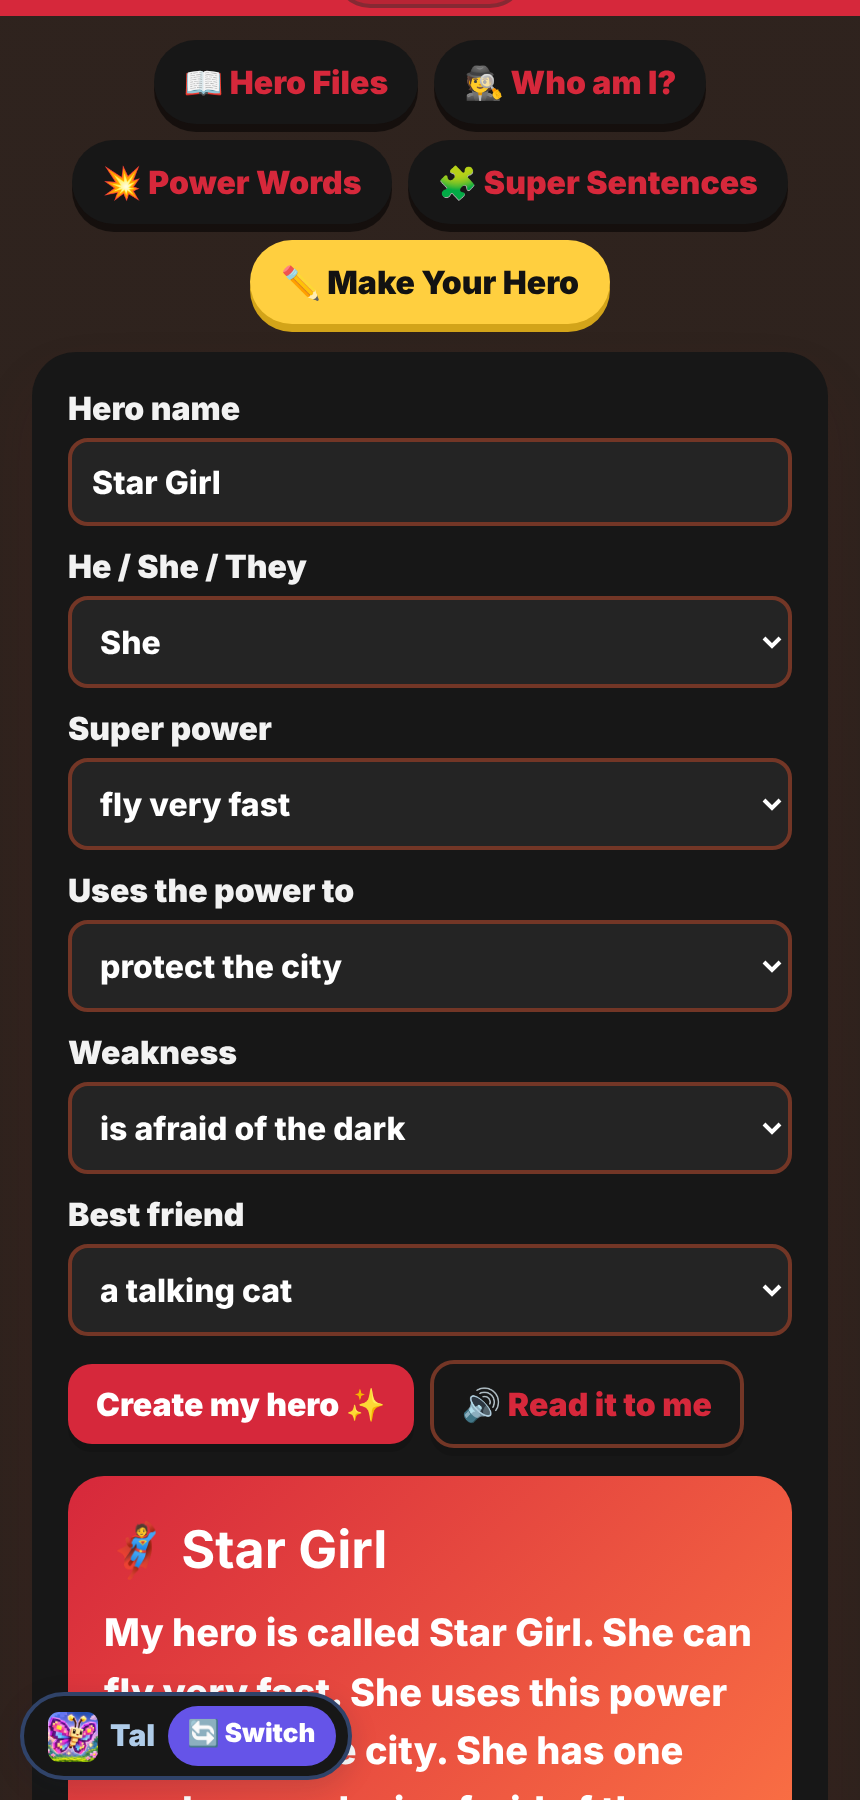 📖 Hero Files
🕵️ Who am I?
💥 Power Words
🧩 Super Sentences
✏️ Make Your Hero
Hero name
Star Girl
He / She / They
She
Super power
fly very fast
Uses the power to
protect the city
Weakness
is afraid of the dark
Best friend
a talking cat
Create my hero ✨
🔊 Read it to me
Star Girl
My hero is called Star Girl. She can
fly very fast. She uses this power
city. She has one
Tal
🔄 Switch